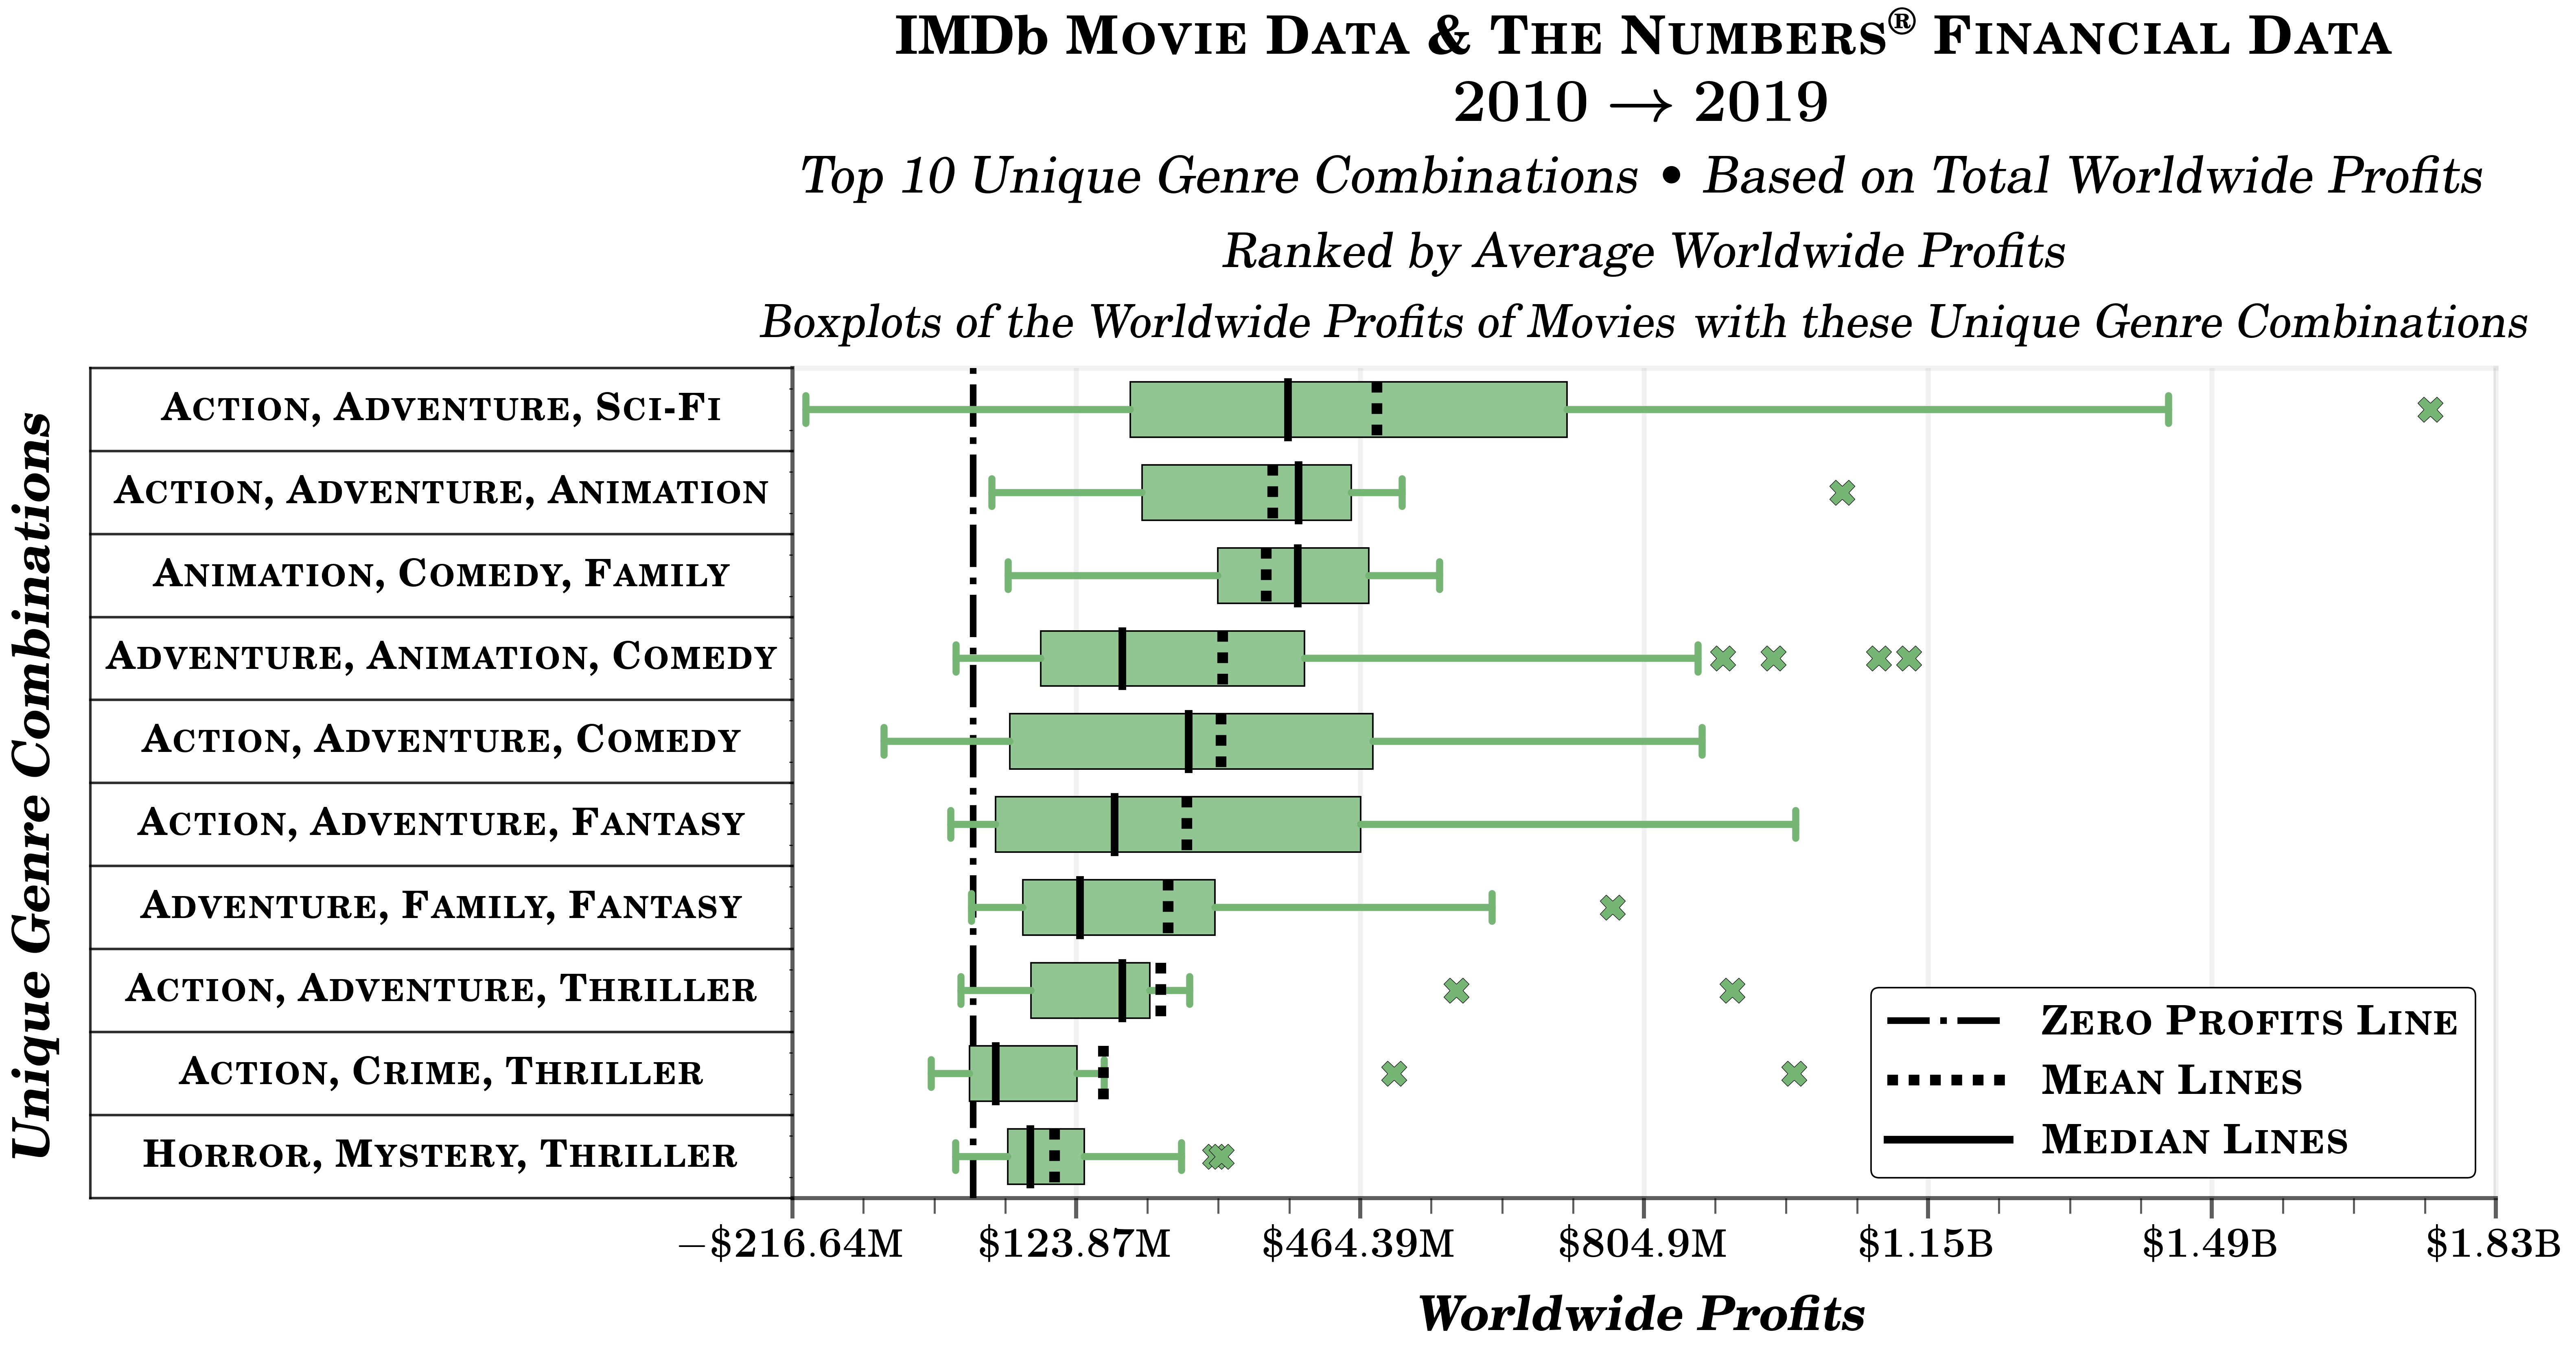 IMDb Movie Data & The Numbers® Financial Data
2010 → 2019
Top 10 Unique Genre Combinations • Based on Total Worldwide Profits
Ranked by Average Worldwide Profits
Boxplots of the Worldwide Profits of Movies with these Unique Genre Combinations
Unique Genre Combinations
Action, Adventure, Sci-Fi
Action, Adventure, Animation
Animation, Comedy, Family
Adventure, Animation, Comedy
Action, Adventure, Comedy
Action, Adventure, Fantasy
Adventure, Family, Fantasy
Action, Adventure, Thriller
Action, Crime, Thriller
Horror, Mystery, Thriller
Zero Profits Line
Mean Lines
Median Lines
−$216.64M $123.87M $464.39M $804.9M $1.15B $1.49B $1.83B
Worldwide Profits